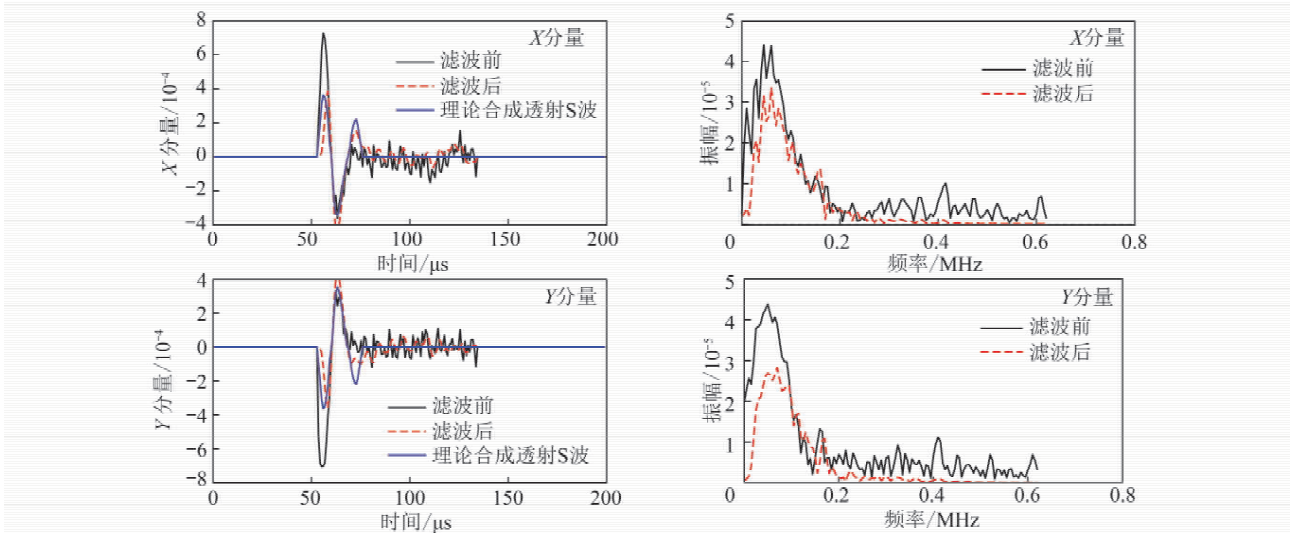 X分量
8
6
4
2
0
−2
−4
X 分量/10⁻⁴
滤波前
滤波后
理论合成透射S波
0
50
100
150
200
时间/μs
X分量
5
4
3
2
1
振幅/10⁻⁵
滤波前
滤波后
0
0.2
0.4
0.6
0.8
频率/MHz
Y分量
4
2
0
−2
−4
−6
−8
Y 分量/10⁻⁴
滤波前
滤波后
理论合成透射S波
0
50
100
150
200
时间/μs
Y分量
5
4
3
2
1
振幅/10⁻⁵
滤波前
滤波后
0
0.2
0.4
0.6
0.8
频率/MHz